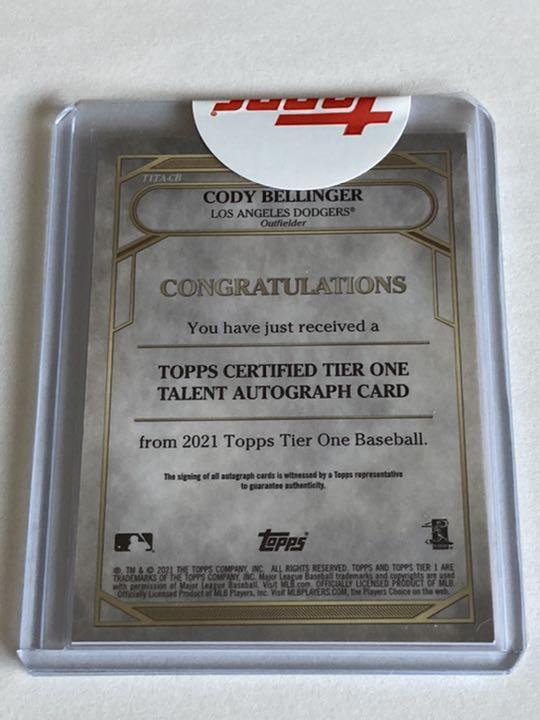 Topps
T1TA-CB
CODY BELLINGER
LOS ANGELES DODGERS®
Outfielder
CONGRATULATIONS
You have just received a
TOPPS CERTIFIED TIER ONE
TALENT AUTOGRAPH CARD
from 2021 Topps Tier One Baseball.
The signing of all autograph cards is witnessed by a Topps representative
to guarantee authenticity.
Topps
®, TM & © 2021 THE TOPPS COMPANY, INC. ALL RIGHTS RESERVED. TOPPS AND TOPPS TIER 1 ARE
TRADEMARKS OF THE TOPPS COMPANY, INC. Major League Baseball trademarks and copyrights are used
with permission of Major League Baseball. Visit MLB.com. OFFICIALLY LICENSED PRODUCT OF MLB
Officially Licensed Product of MLB Players, Inc. Visit MLBPLAYERS.COM, the Players Choice on the web.